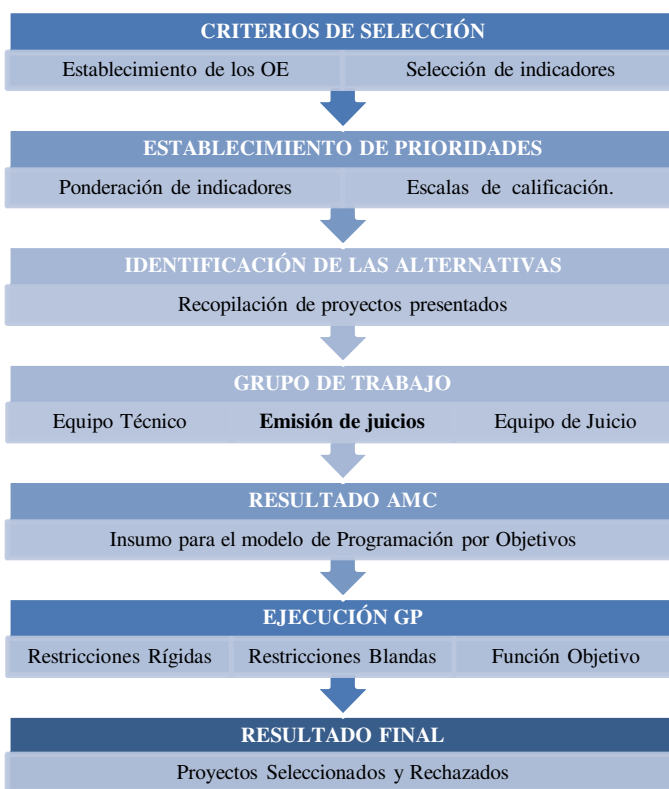 CRITERIOS DE SELECCIÓN
Establecimiento de los OE
Selección de indicadores
ESTABLECIMIENTO DE PRIORIDADES
Ponderación de indicadores
Escalas de calificación.
IDENTIFICACIÓN DE LAS ALTERNATIVAS
Recopilación de proyectos presentados
GRUPO DE TRABAJO
Equipo Técnico
Emisión de juicios
Equipo de Juicio
RESULTADO AMC
Insumo para el modelo de Programación por Objetivos
EJECUCIÓN GP
Restricciones Rígidas
Restricciones Blandas
Función Objetivo
RESULTADO FINAL
Proyectos Seleccionados y Rechazados